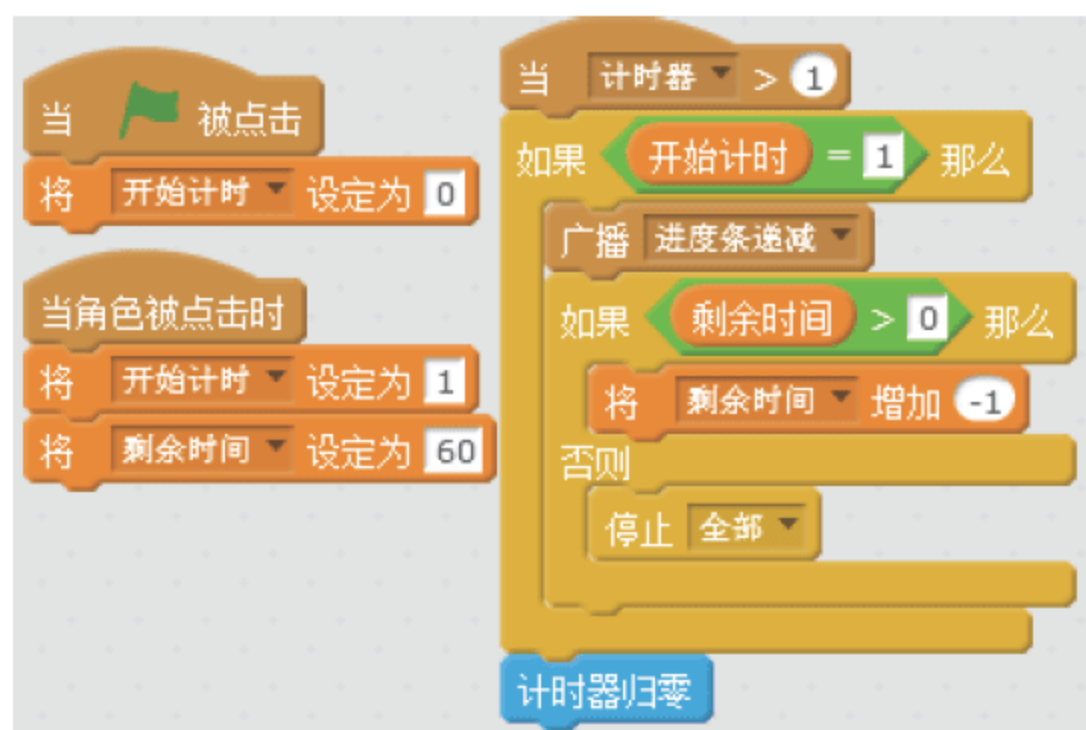 当 被点击
将 开始计时 设定为 0
当角色被点击时
将 开始计时 设定为 1
将 剩余时间 设定为 60
当 计时器 > 1
如果 开始计时 = 1 那么
广播 进度条递减
如果 剩余时间 > 0 那么
将 剩余时间 增加 -1
否则
停止 全部
计时器归零